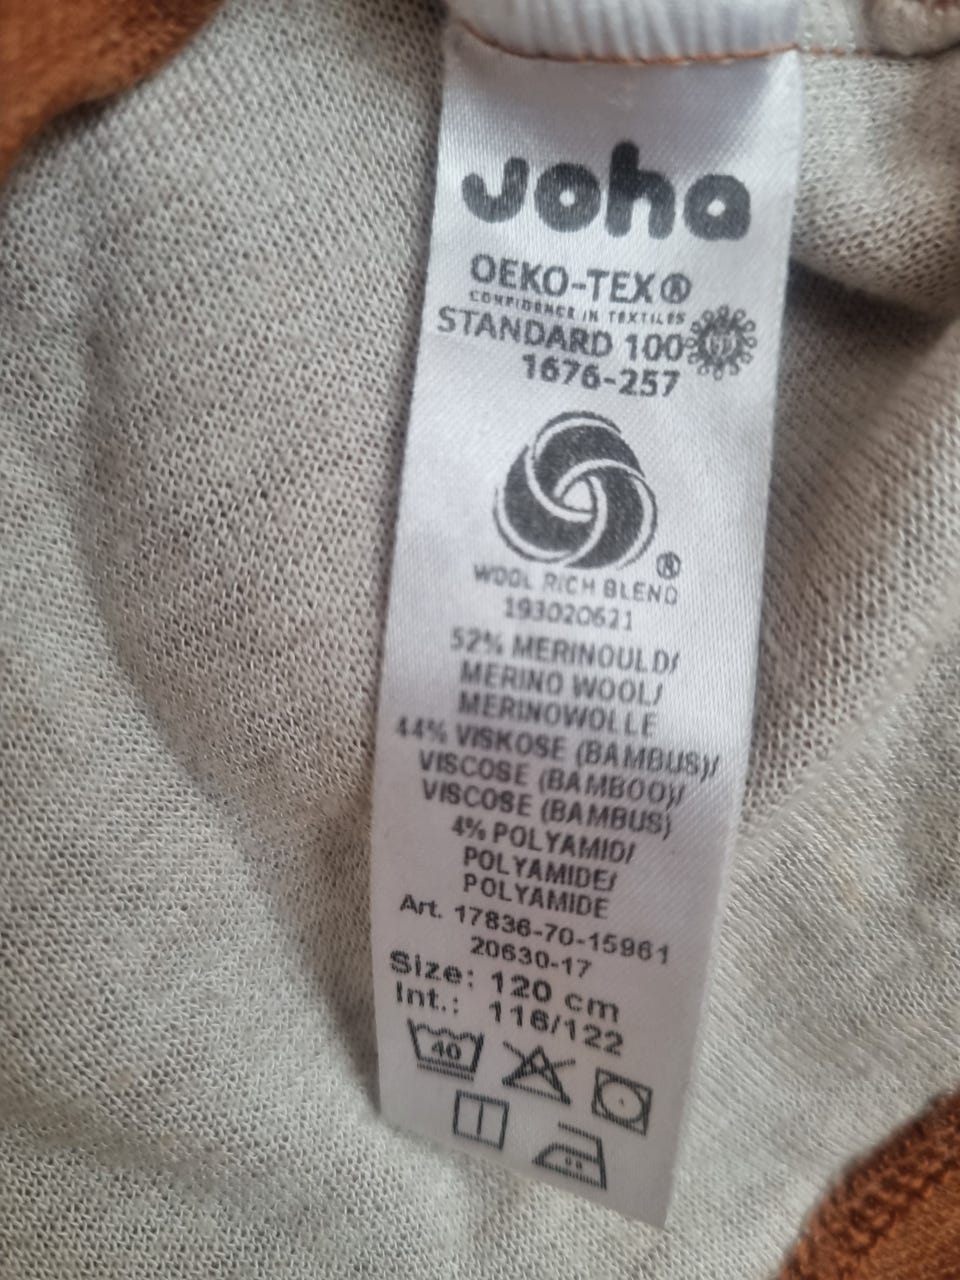 Joha
OEKO-TEX®
CONFIDENCE IN TEXTILES
STANDARD 100
1676-257
®
WOOL RICH BLEND
193020621
52% MERINOULD/
MERINO WOOL/
MERINOWOLLE
44% VISKOSE (BAMBUS)/
VISCOSE (BAMBOO)/
VISCOSE (BAMBUS)
4% POLYAMID/
POLYAMIDE/
POLYAMIDE
Art. 17836-70-15961
20630-17
Size: 120 cm
Int.: 116/122
40